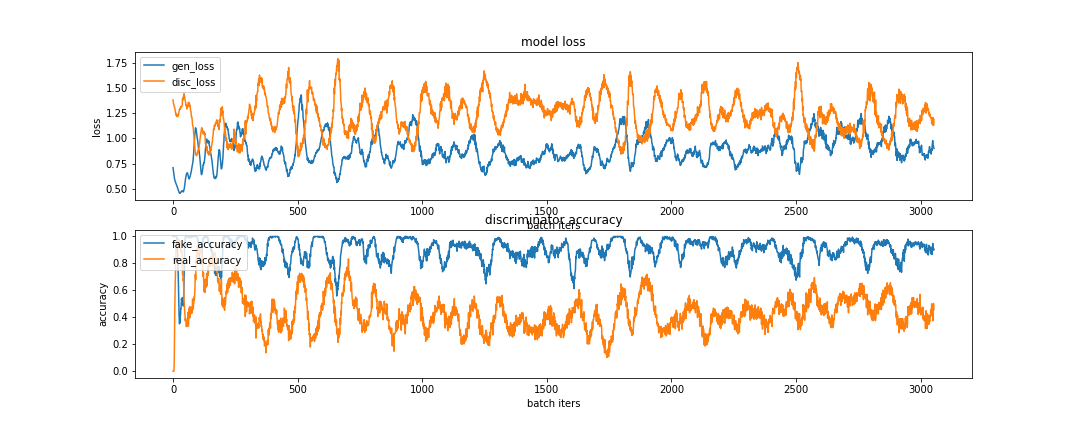 model loss
1.75
1.50
1.25
1.00
0.75
0.50
loss
gen_loss
disc_loss
0 500 1000 1500 2000 2500 3000
batch iters
discriminator accuracy
1.0
0.8
0.6
0.4
0.2
0.0
accuracy
fake_accuracy
real_accuracy
0 500 1000 1500 2000 2500 3000
batch iters